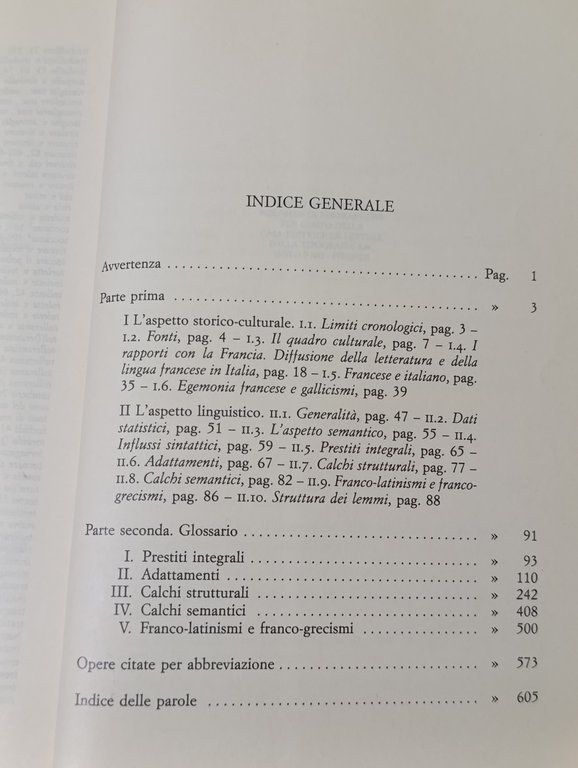 INDICE GENERALE
Avvertenza ........................................ Pag. 1
Parte prima ........................................ » 3
I L'aspetto storico-culturale. I.1. Limiti cronologici, pag. 3 –
I.2. Fonti, pag. 4 – I.3. Il quadro culturale, pag. 7 – I.4. I
rapporti con la Francia. Diffusione della letteratura e della
lingua francese in Italia, pag. 18 – I.5. Francese e italiano, pag.
35 – I.6. Egemonia francese e gallicismi, pag. 39
II L'aspetto linguistico. II.1. Generalità, pag. 47 – II.2. Dati
statistici, pag. 51 – II.3. L'aspetto semantico, pag. 55 – II.4.
Influssi sintattici, pag. 59 – II.5. Prestiti integrali, pag. 65 –
II.6. Adattamenti, pag. 67 – II.7. Calchi strutturali, pag. 77 –
II.8. Calchi semantici, pag. 82 – II.9. Franco-latinismi e franco-
grecismi, pag. 86 – II.10. Struttura dei lemmi, pag. 88
Parte seconda. Glossario ................................ » 91
I. Prestiti integrali ................................ » 93
II. Adattamenti ................................ » 110
III. Calchi strutturali ................................ » 242
IV. Calchi semantici ................................ » 408
V. Franco-latinismi e franco-grecismi ................ » 500
Opere citate per abbreviazione ........................ » 573
Indice delle parole ................................ » 605